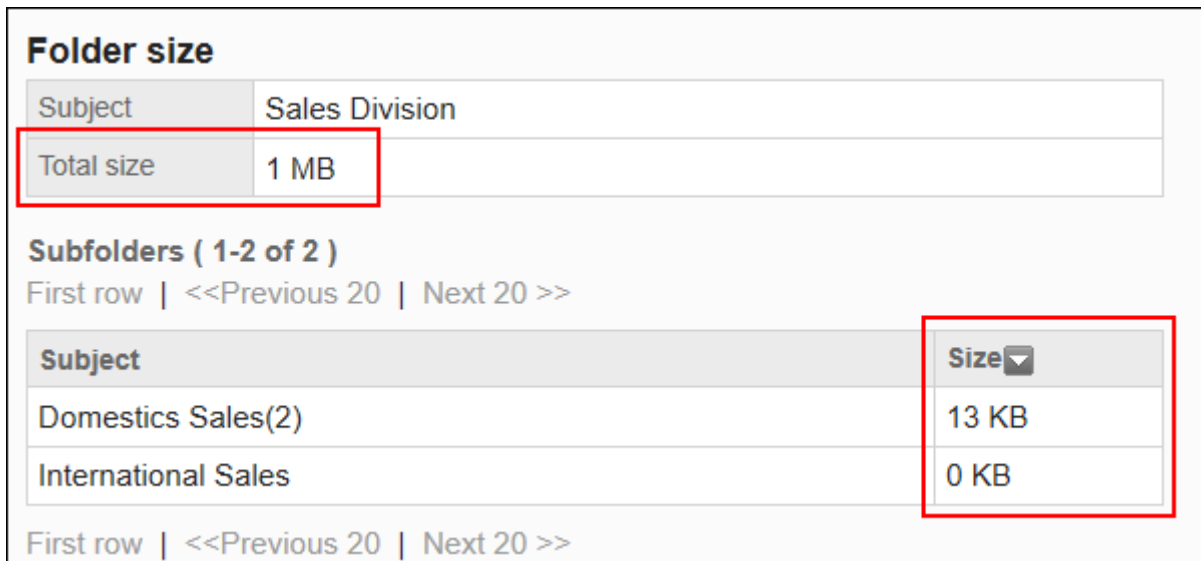 Folder size
Subject Sales Division
Total size 1 MB
Subfolders ( 1-2 of 2 )
First row | <<Previous 20 | Next 20 >>
Subject Size
Domestics Sales(2) 13 KB
International Sales 0 KB
First row | <<Previous 20 | Next 20 >>